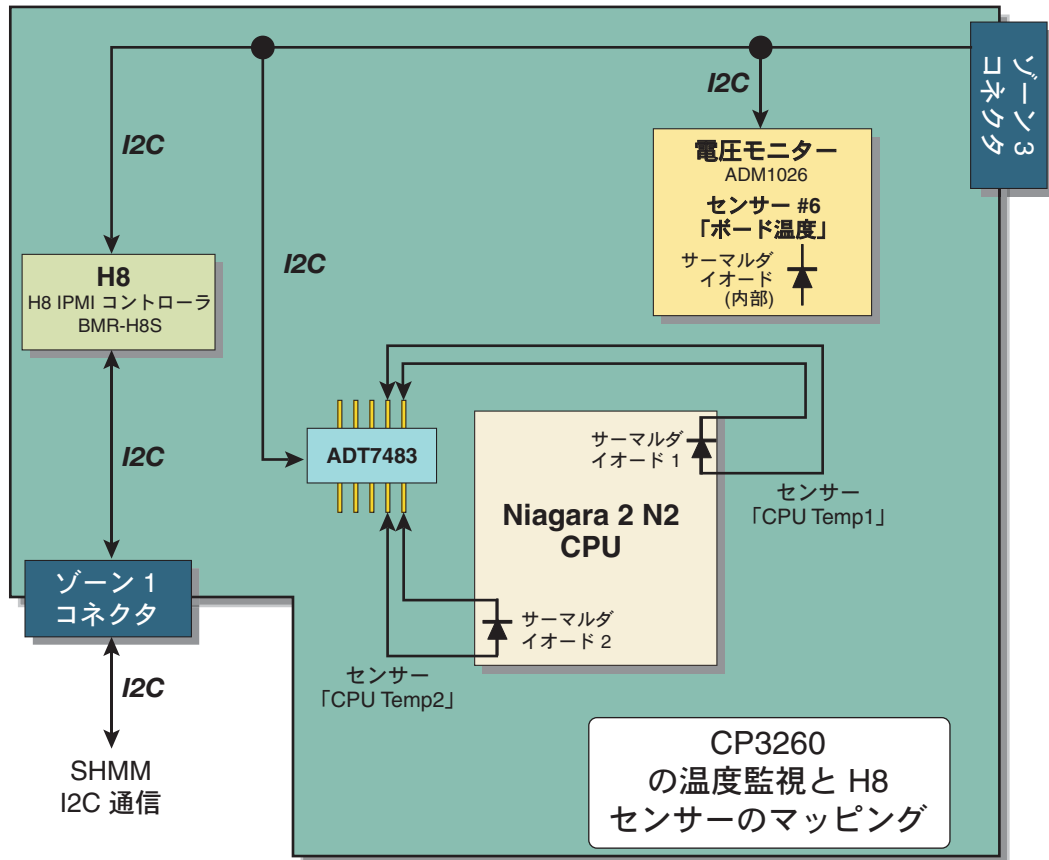 ゾーン 3
コネクタ
I2C
I2C
電圧モニター
ADM1026
センサー #6
「ボード温度」
サーマルダ
イオード
(内部)
H8
H8 IPMI コントローラ
BMR-H8S
I2C
ADT7483
サーマルダ
イオード 1
センサー
「CPU Temp1」
I2C
Niagara 2 N2
CPU
ゾーン 1
コネクタ
サーマルダ
イオード 2
センサー
「CPU Temp2」
I2C
SHMM
I2C 通信
CP3260
の温度監視と H8
センサーのマッピング